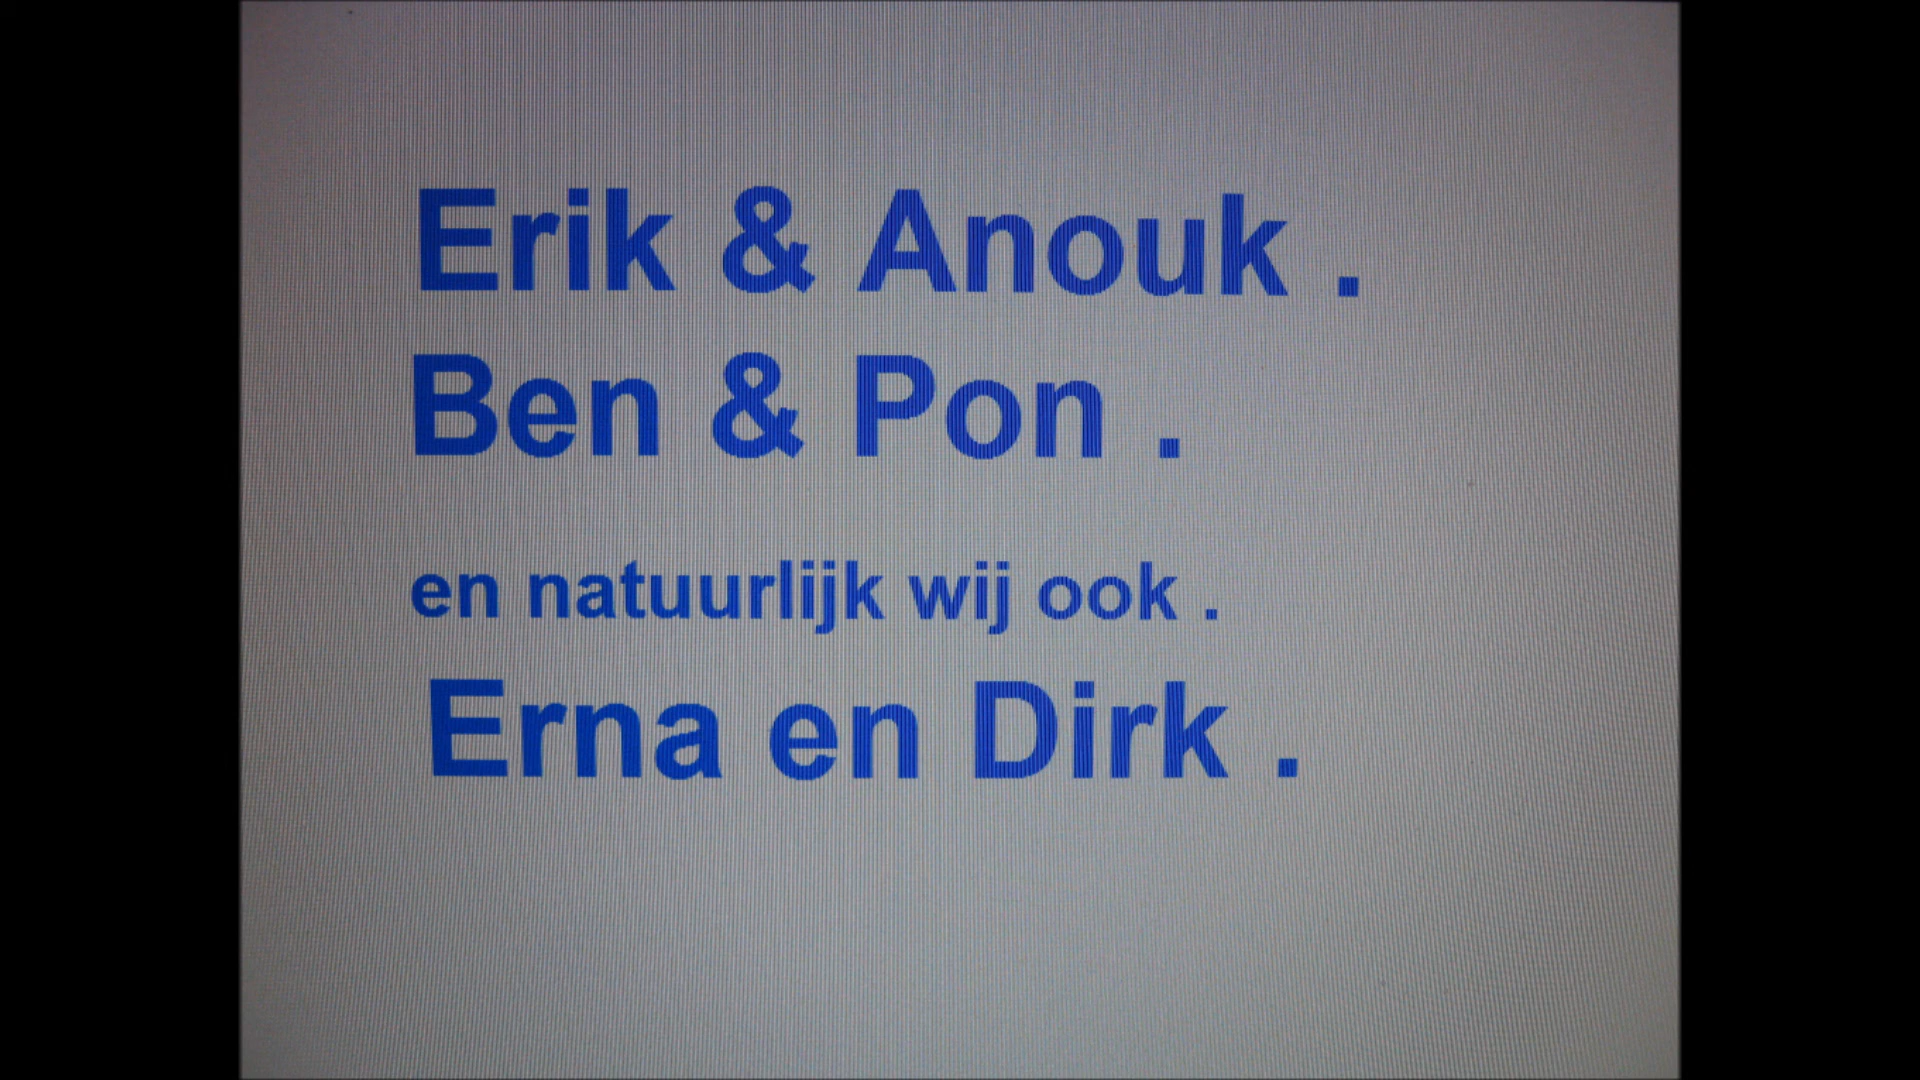 Erik & Anouk .
Ben & Pon .
en natuurlijk wij ook .
Erna en Dirk .